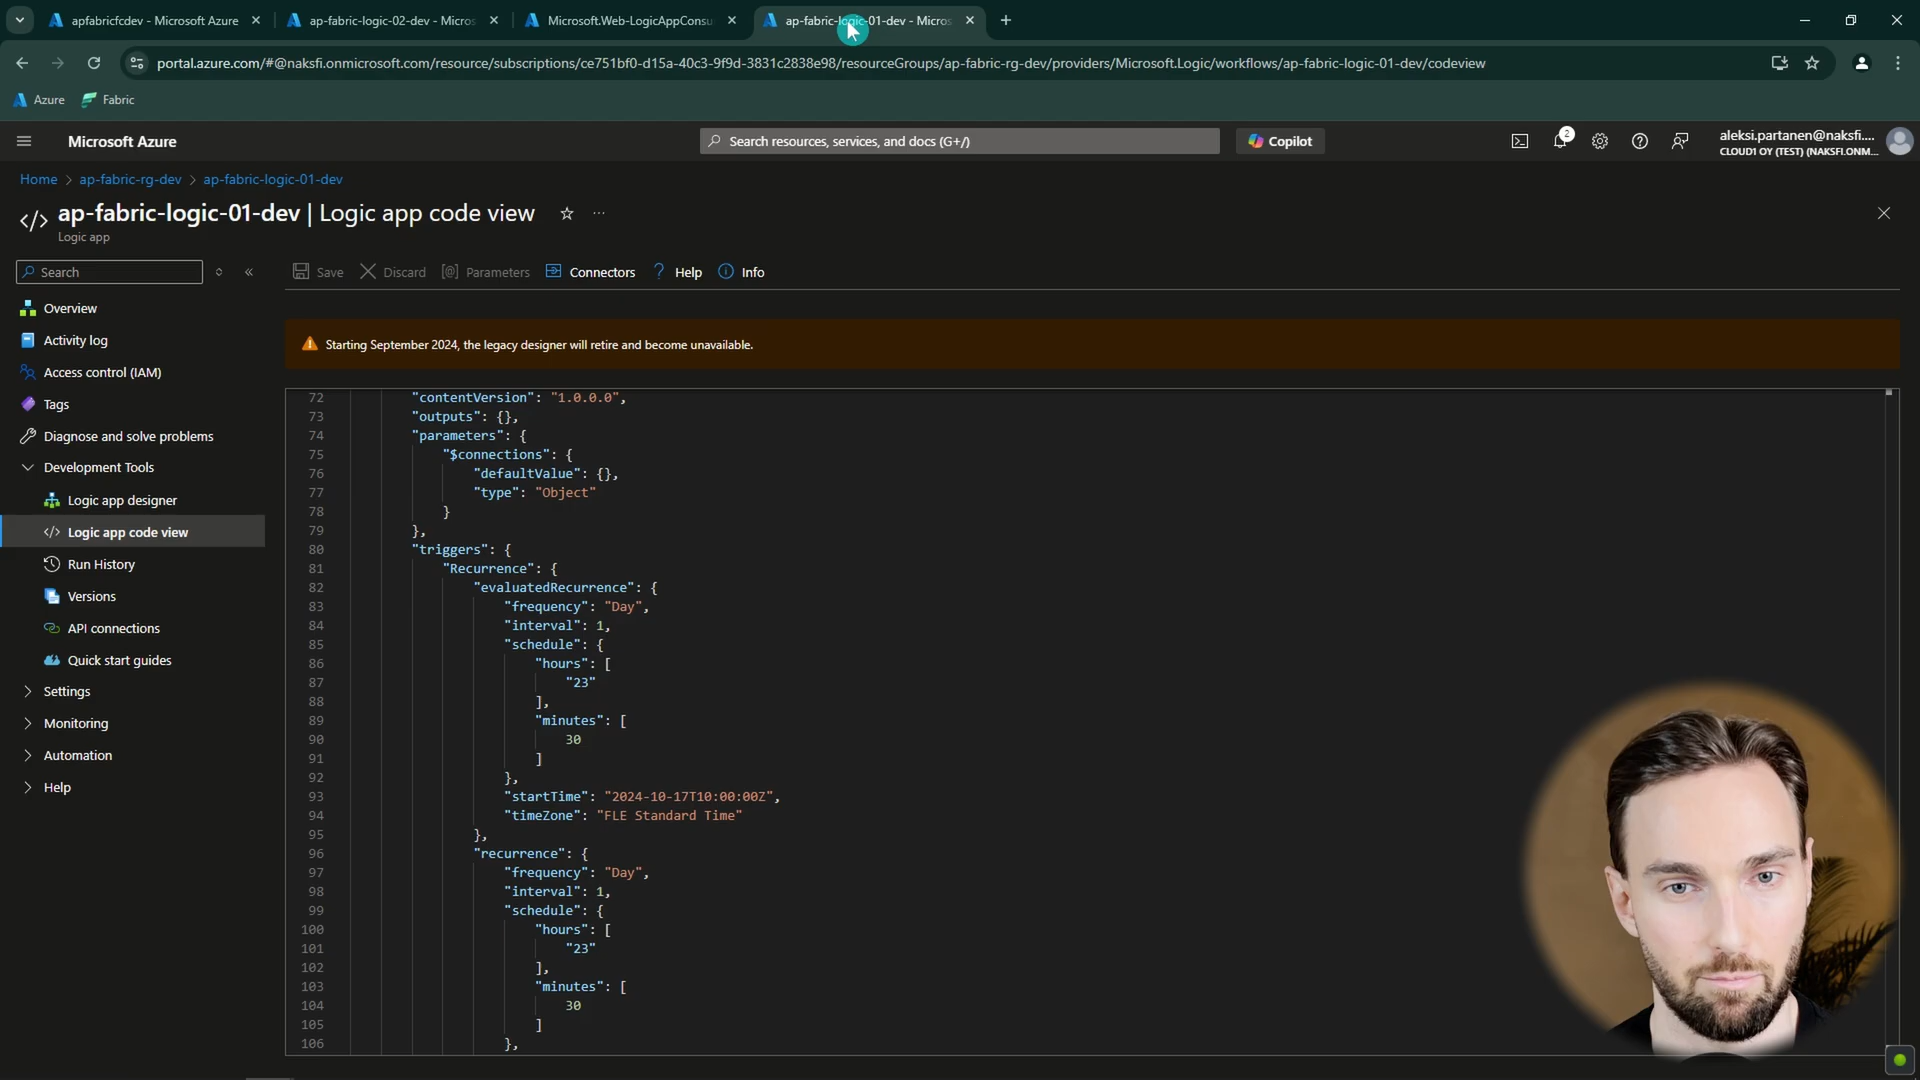 apfabricfcdev - Microsoft Azure
ap-fabric-logic-02-dev - Micros
Microsoft.Web-LogicAppConsu
ap-fabric-logic-01-dev - Micros
portal.azure.com/#@naksfi.onmicrosoft.com/resource/subscriptions/ce751bf0-d15a-40c3-9f9d-3831c2838e98/resourceGroups/ap-fabric-rg-dev/providers/Microsoft.Logic/workflows/ap-fabric-logic-01-dev/codeview
Azure
Fabric
Microsoft Azure
Search resources, services, and docs (G+/)
Copilot
2
aleksi.partanen@naksfi....
CLOUD1 OY (TEST) (NAKSFI.ONM...
Home > ap-fabric-rg-dev > ap-fabric-logic-01-dev
ap-fabric-logic-01-dev | Logic app code view
Logic app
Search
Save
Discard
Parameters
Connectors
Help
Info
Overview
Activity log
Access control (IAM)
Tags
Diagnose and solve problems
Development Tools
Logic app designer
Logic app code view
Run History
Versions
API connections
Quick start guides
Settings
Monitoring
Automation
Help
Starting September 2024, the legacy designer will retire and become unavailable.
72 "contentVersion": "1.0.0.0",
73 "outputs": {},
74 "parameters": {
75 "$connections": {
76 "defaultValue": {},
77 "type": "Object"
78 }
79 },
80 "triggers": {
81 "Recurrence": {
82 "evaluatedRecurrence": {
83 "frequency": "Day",
84 "interval": 1,
85 "schedule": {
86 "hours": [
87 "23"
88 ],
89 "minutes": [
90 30
91 ]
92 },
93 "startTime": "2024-10-17T10:00:00Z",
94 "timeZone": "FLE Standard Time"
95 },
96 "recurrence": {
97 "frequency": "Day",
98 "interval": 1,
99 "schedule": {
100 "hours": [
101 "23"
102 ],
103 "minutes": [
104 30
105 ]
106 },